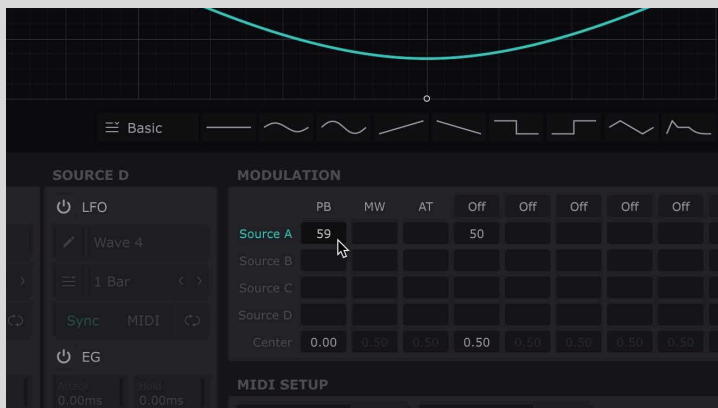 Basic
SOURCE D
MODULATION
LFO
PB MW AT Off Off Off Off Off
Wave 4
Source A 59 50
Source B
1 Bar
Source C
Sync MIDI
Source D
Center 0.00 0.50 0.50 0.50 0.50 0.50 0.50 0.50
EG
Attack Hold
0.00ms 0.00ms
MIDI SETUP